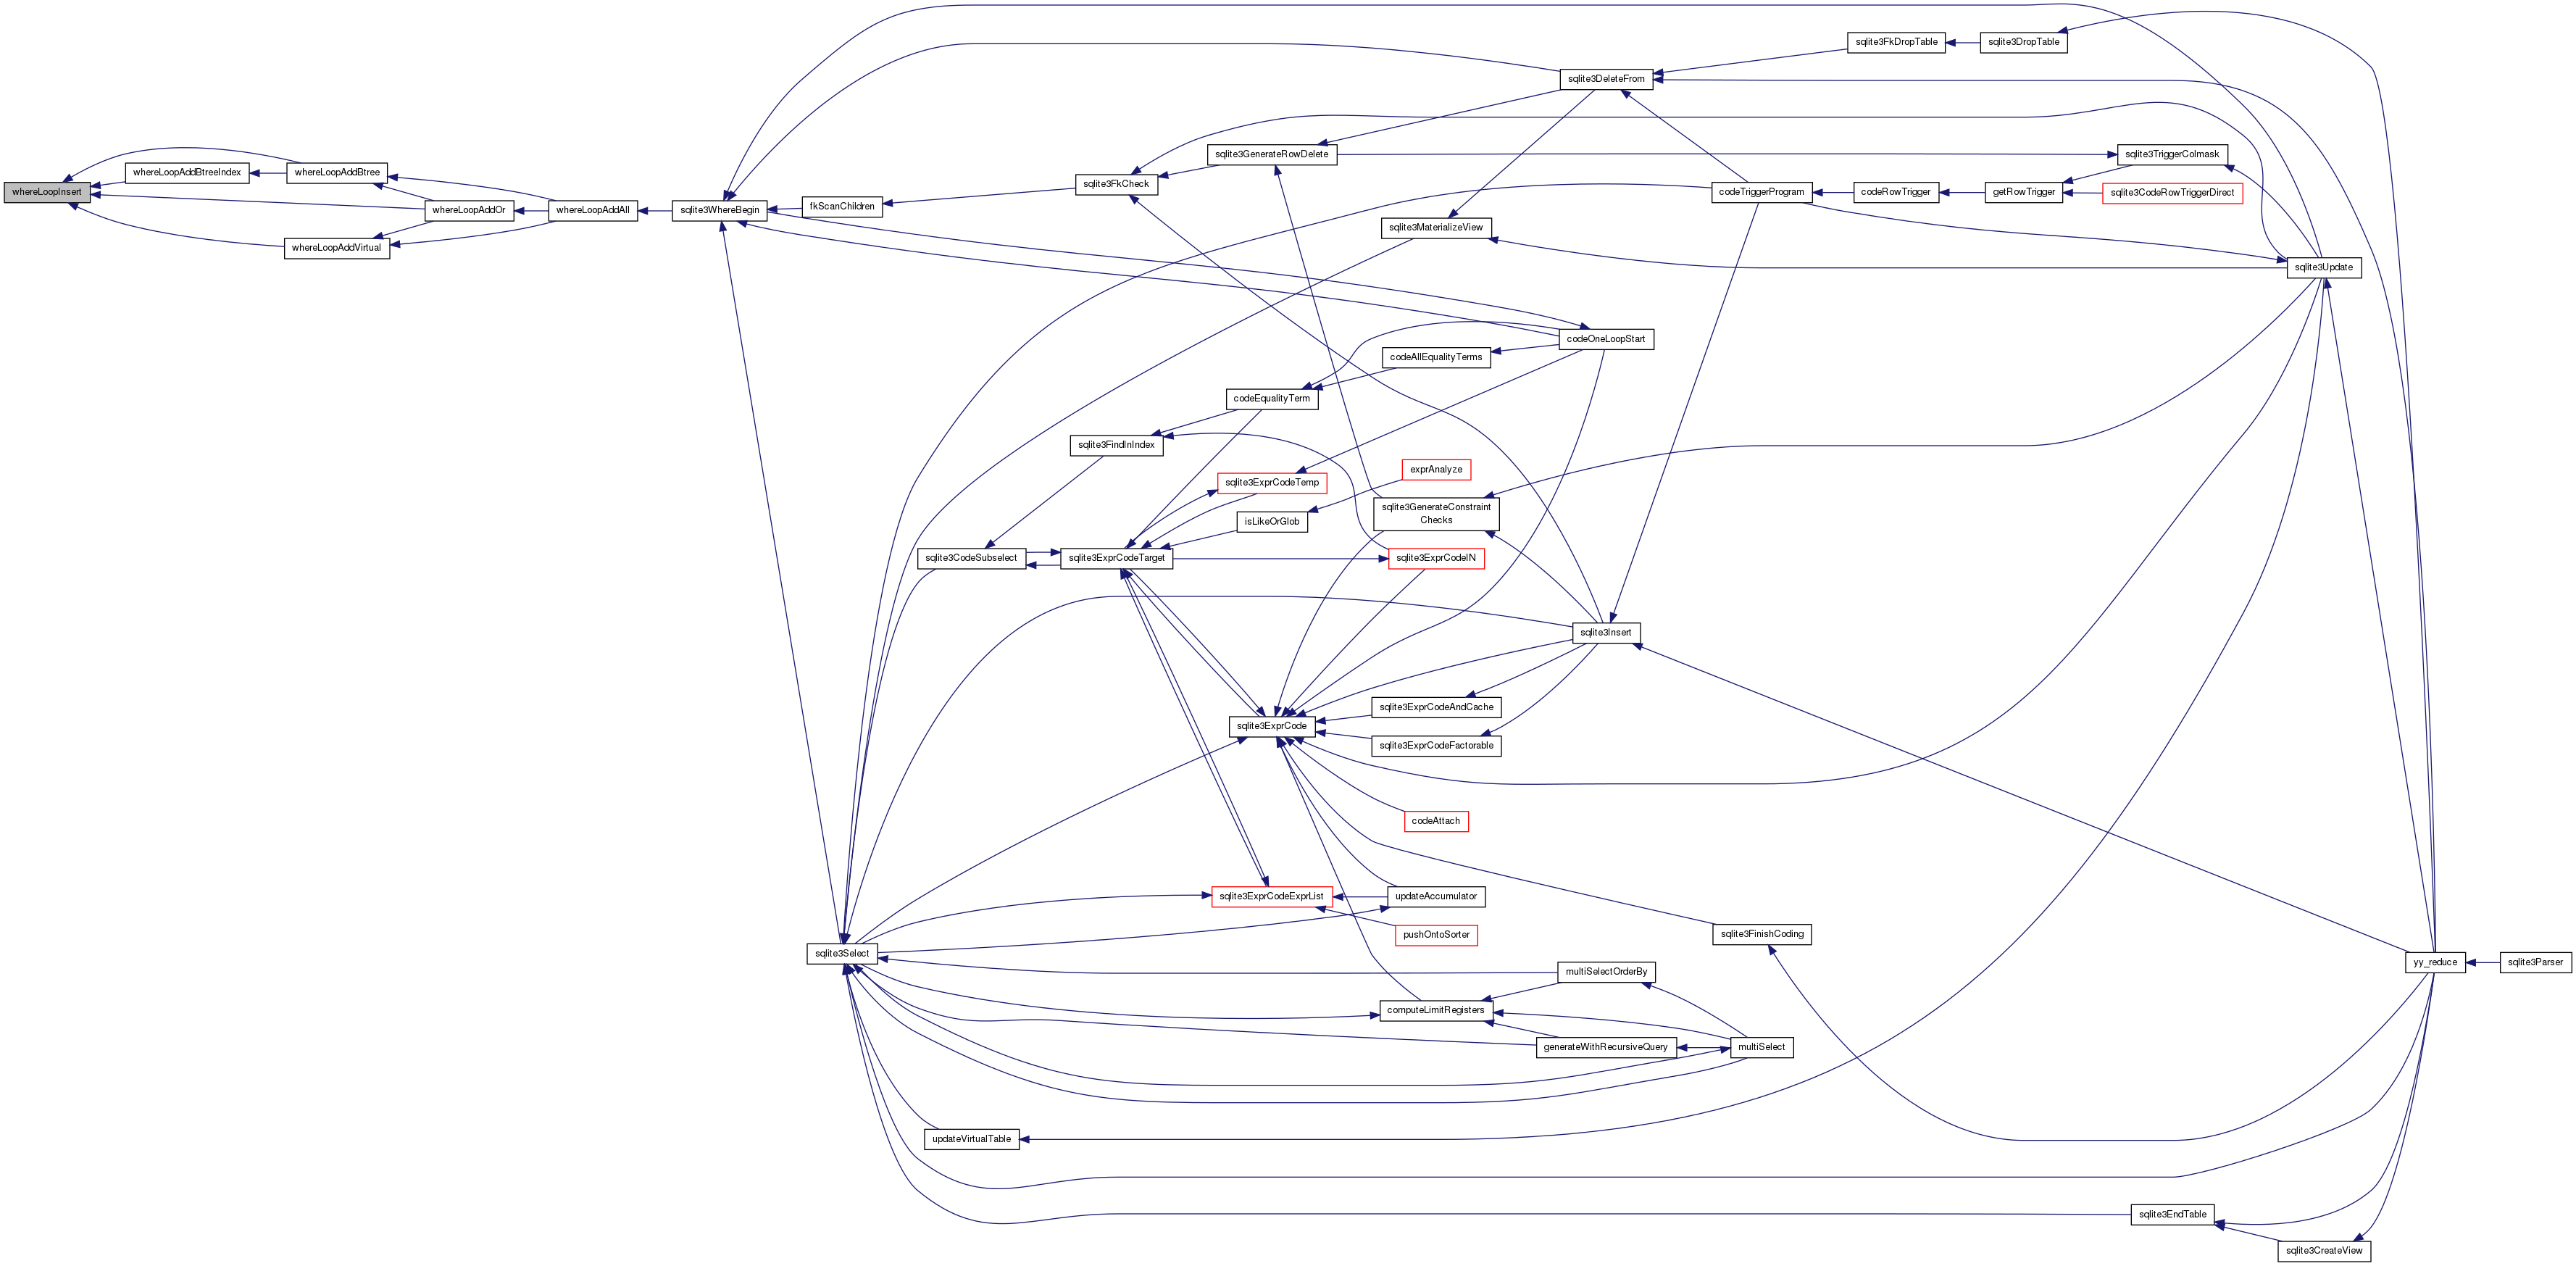 whereLoopInsert
whereLoopAddBtreeIndex
whereLoopAddBtree
whereLoopAddOr
whereLoopAddVirtual
whereLoopAddAll
sqlite3WhereBegin
fkScanChildren
sqlite3Select
sqlite3CodeSubselect
updateVirtualTable
sqlite3FkCheck
sqlite3FindInIndex
sqlite3ExprCodeTarget
sqlite3GenerateRowDelete
codeEqualityTerm
sqlite3ExprCodeTemp
isLikeOrGlob
sqlite3ExprCode
sqlite3ExprCodeExprList
sqlite3MaterializeView
codeAllEqualityTerms
exprAnalyze
sqlite3GenerateConstraint
Checks
sqlite3ExprCodeIN
sqlite3ExprCodeAndCache
sqlite3ExprCodeFactorable
codeAttach
updateAccumulator
pushOntoSorter
computeLimitRegisters
sqlite3DeleteFrom
codeOneLoopStart
sqlite3Insert
multiSelectOrderBy
generateWithRecursiveQuery
codeTriggerProgram
sqlite3FinishCoding
multiSelect
sqlite3FkDropTable
codeRowTrigger
sqlite3DropTable
getRowTrigger
sqlite3TriggerColmask
sqlite3CodeRowTriggerDirect
sqlite3EndTable
sqlite3Update
sqlite3CreateView
yy_reduce
sqlite3Parser